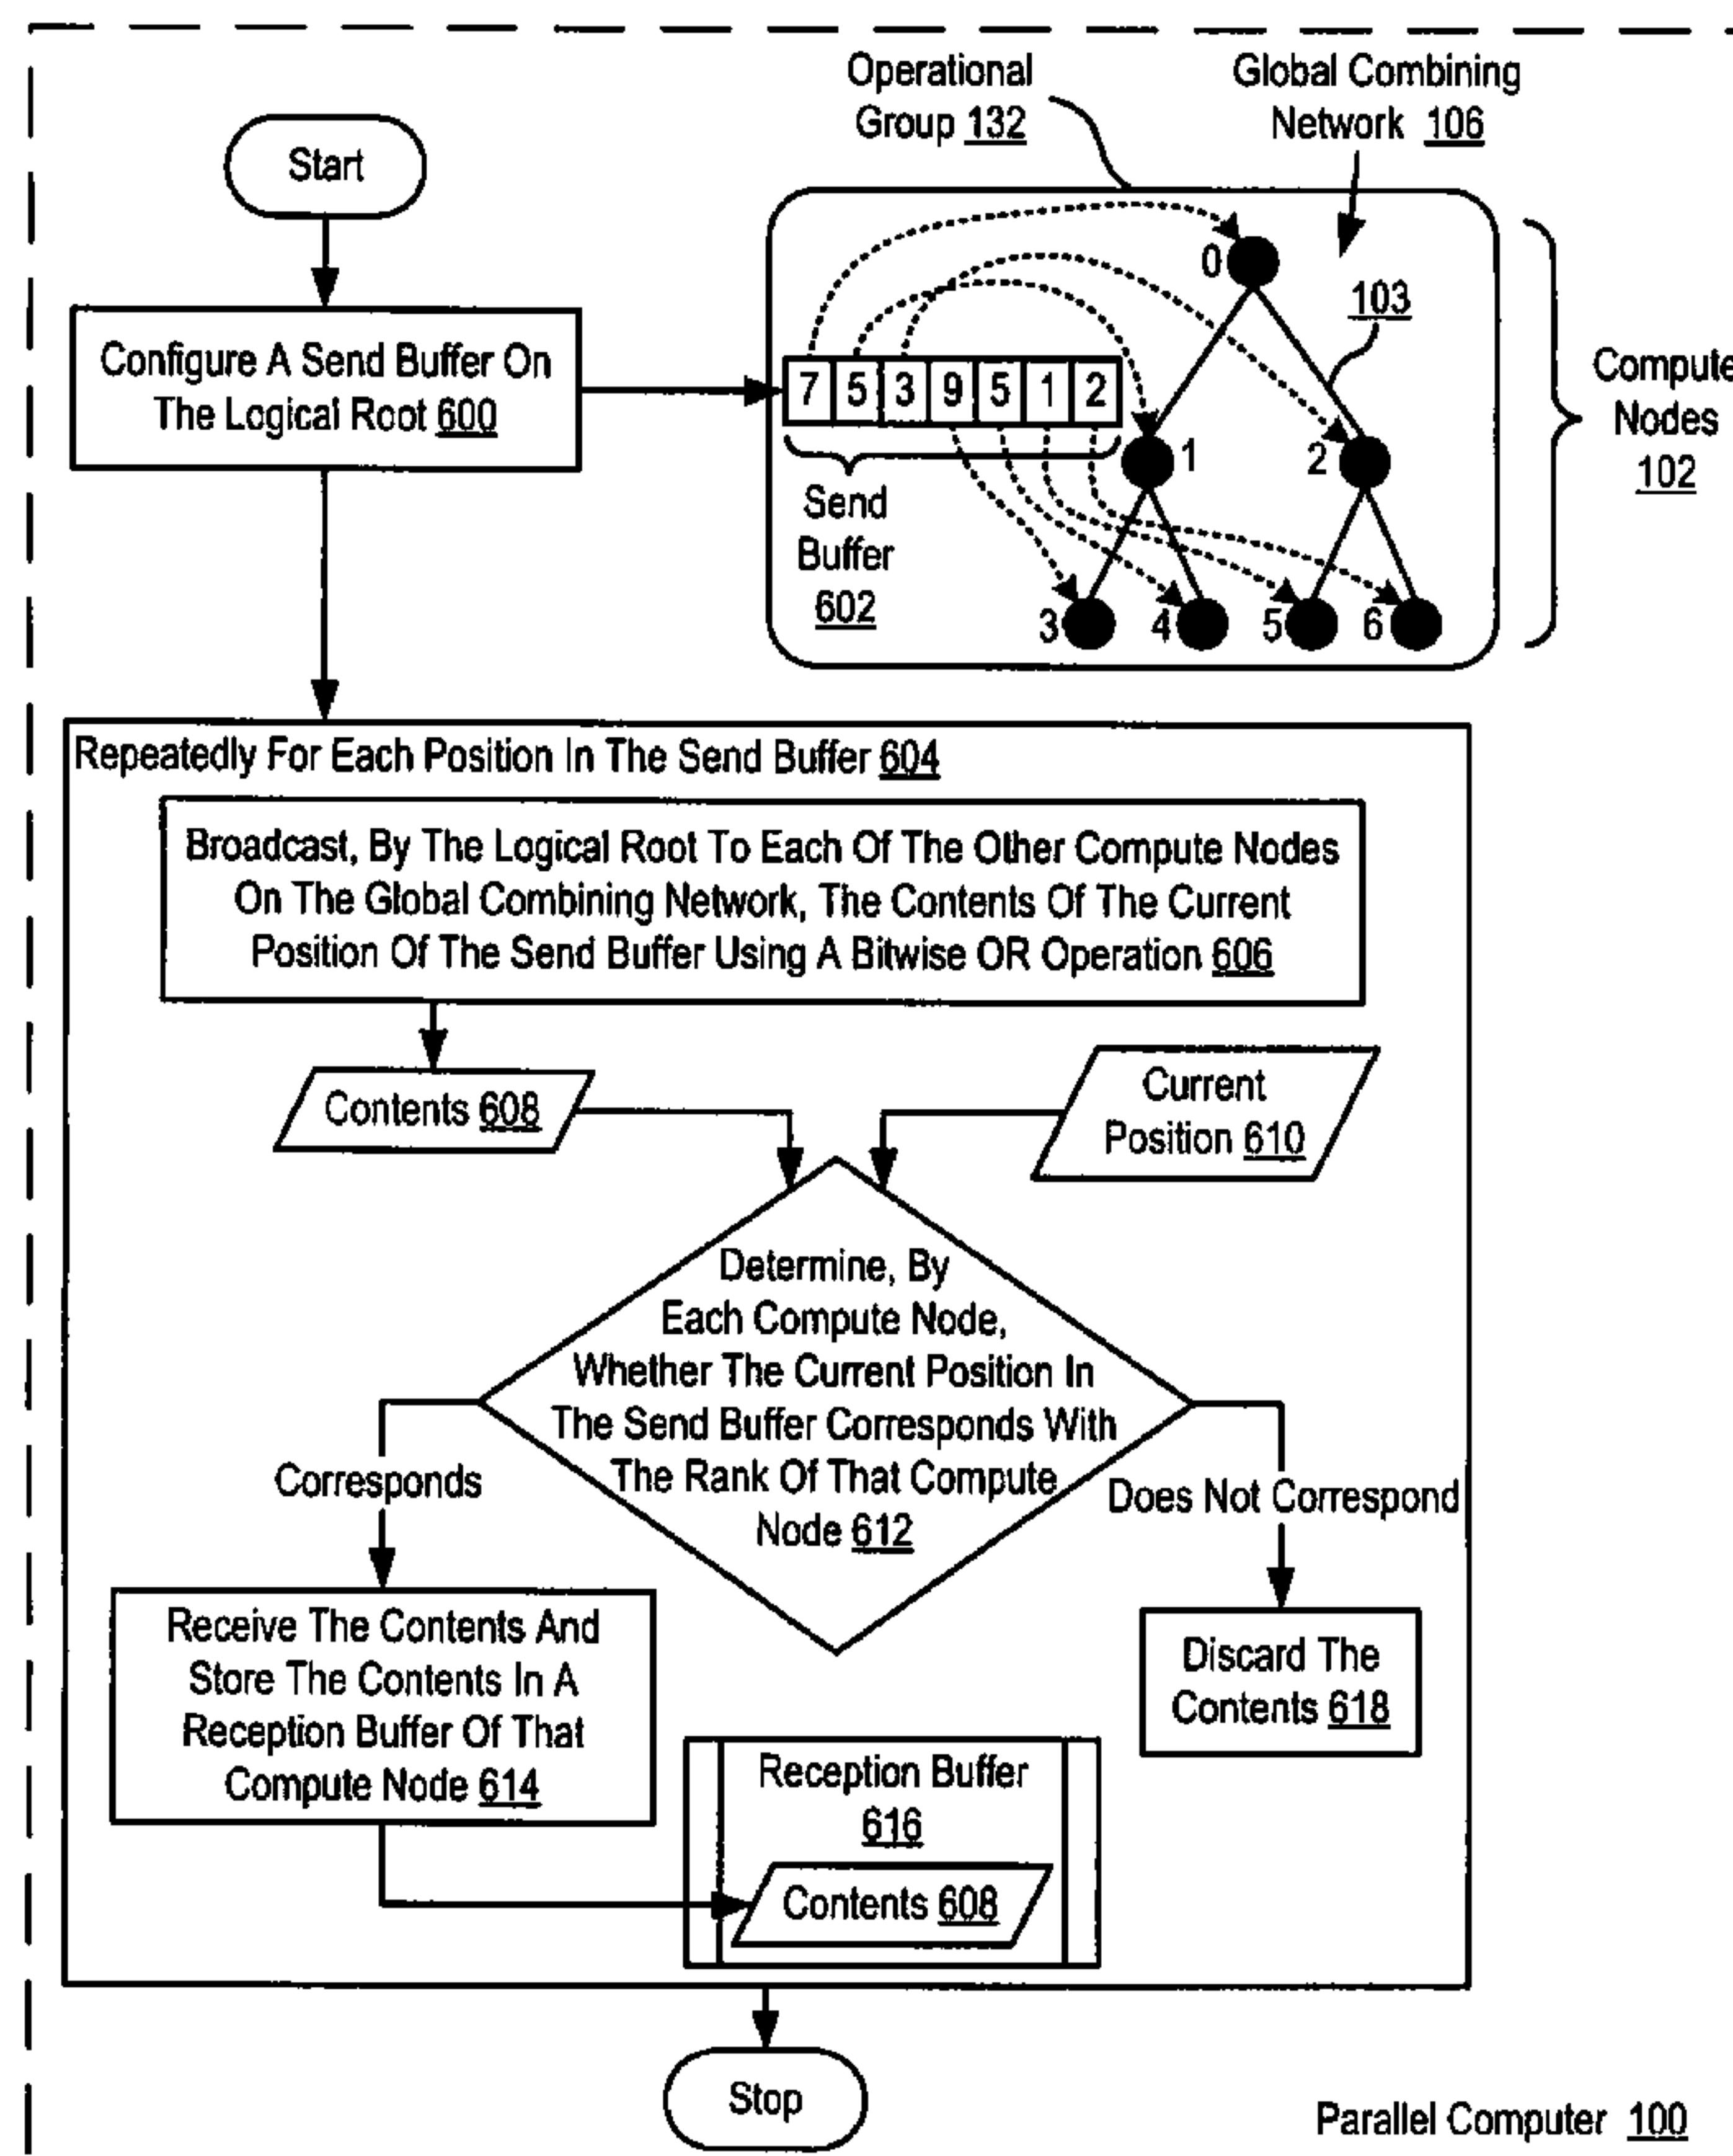 Operational
Group 132
Global Combining
Network 106
Start
0
103
Configure A Send Buffer On
The Logical Root 600
7 5 3 9 5 1 2
Compute
Nodes
102
1
2
Send
Buffer
602
3
4
5
6
Repeatedly For Each Position In The Send Buffer 604
Broadcast, By The Logical Root To Each Of The Other Compute Nodes
On The Global Combining Network, The Contents Of The Current
Position Of The Send Buffer Using A Bitwise OR Operation 606
Contents 608
Current
Position 610
Determine, By
Each Compute Node,
Whether The Current Position In
The Send Buffer Corresponds With
The Rank Of That Compute
Node 612
Corresponds
Does Not Correspond
Receive The Contents And
Store The Contents In A
Reception Buffer Of That
Compute Node 614
Discard The
Contents 618
Reception Buffer
616
Contents 608
Stop
Parallel Computer 100